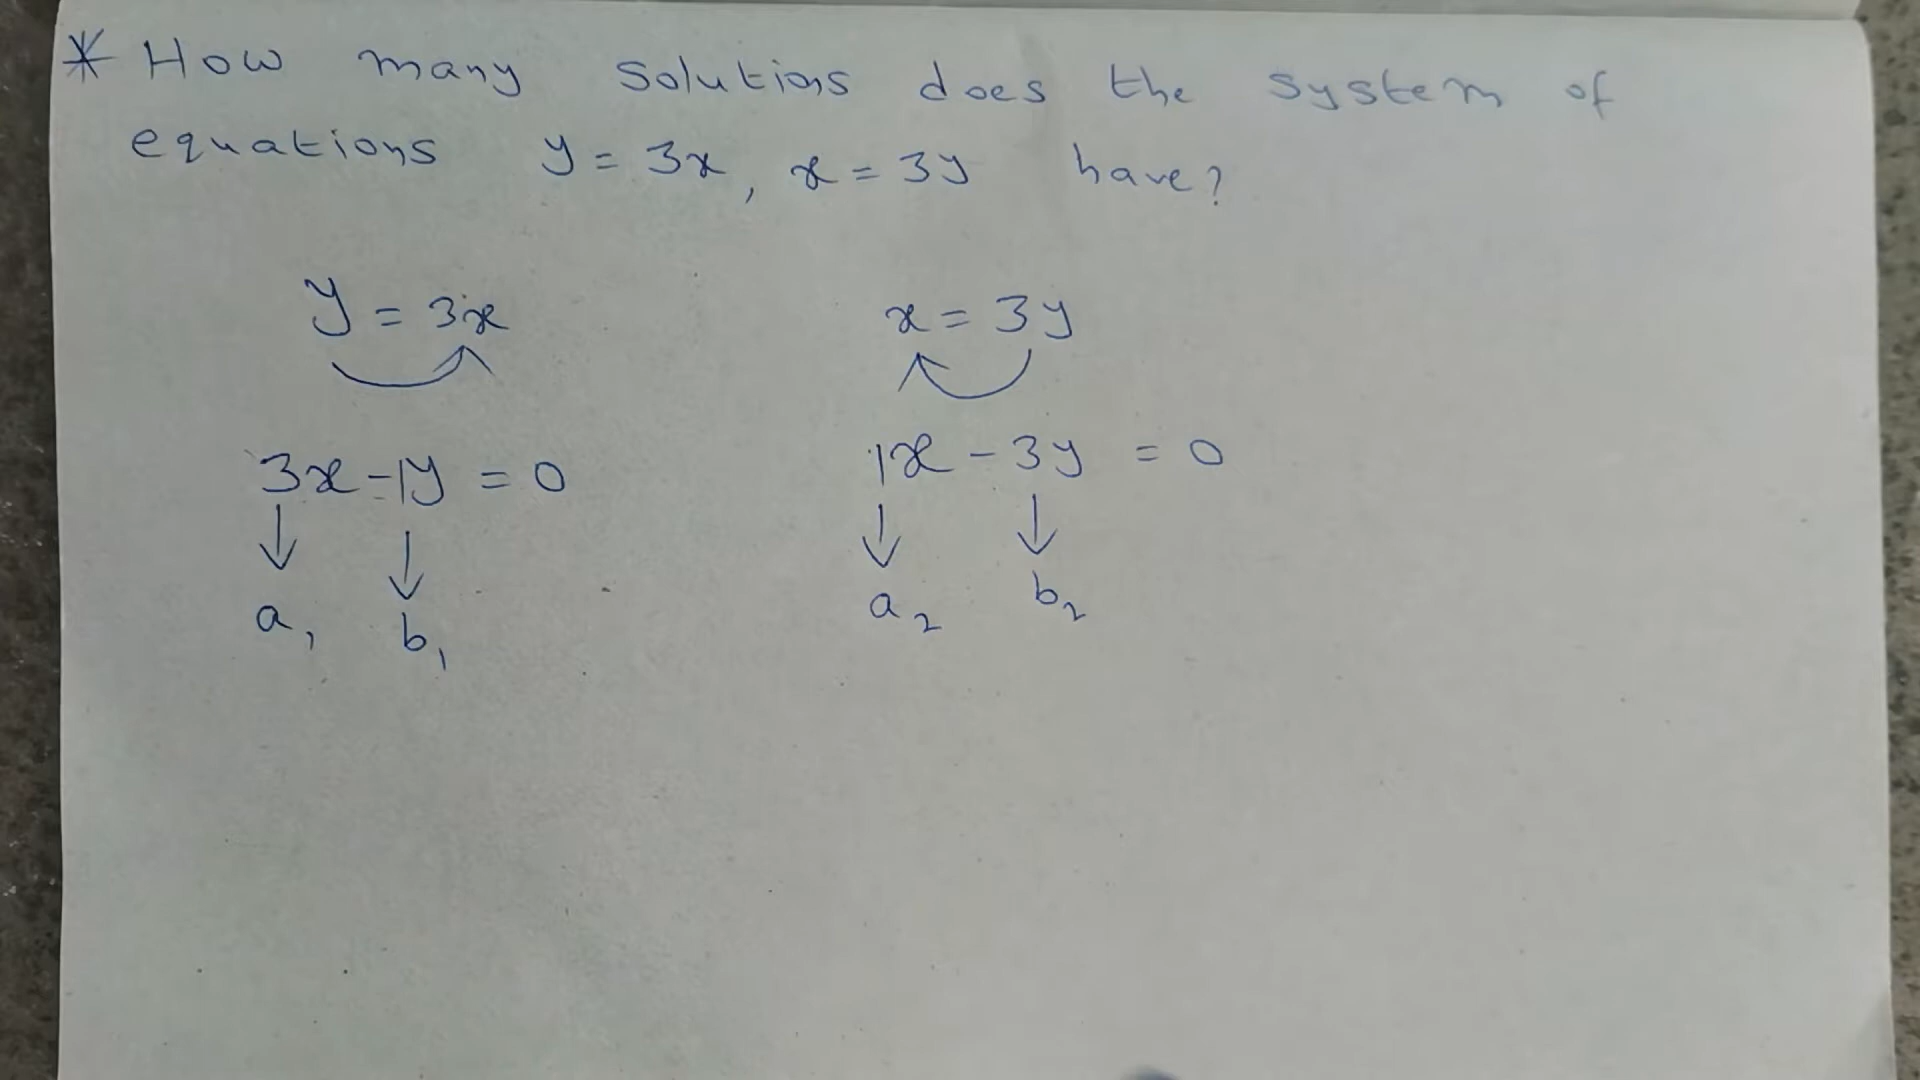 * How many solutions does the system of
equations y = 3x, x = 3y have?
y = 3x
x = 3y
3x - 1y = 0
1x - 3y = 0
a₁ b₁
a₂ b₂